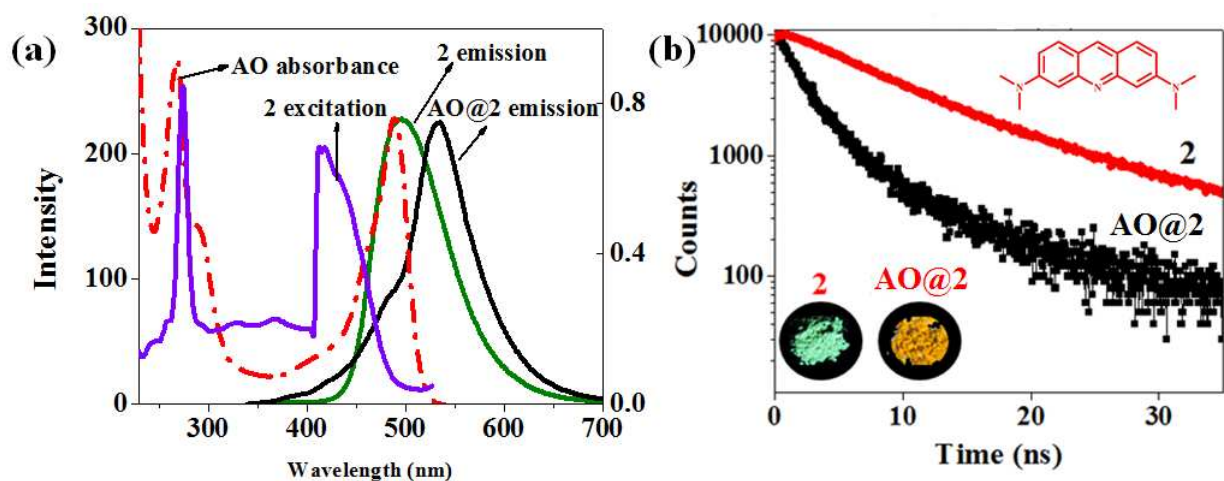 (a)
300
200
100
0
Intensity
AO absorbance
2 excitation
2 emission
AO@2 emission
0.8
0.4
0.0
300 400 500 600 700
Wavelength (nm)
(b)
10000
1000
100
Counts
N
N
N
2
AO@2
2
AO@2
0 10 20 30
Time (ns)